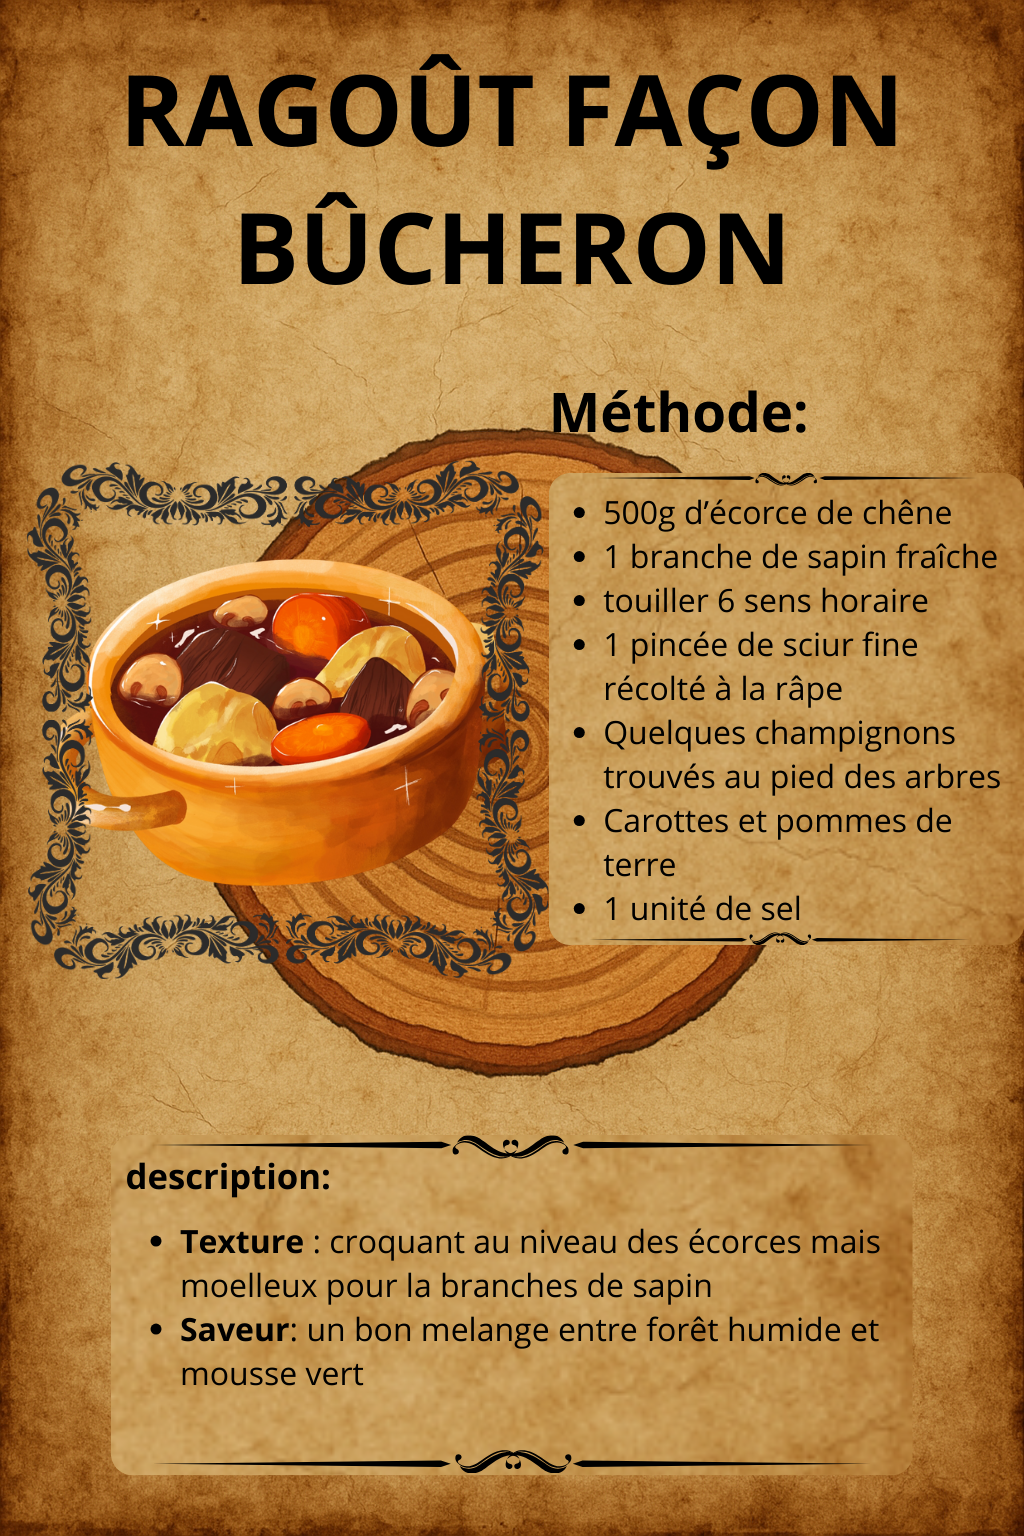 RAGOÛT FAÇON
BÛCHERON
Méthode:
• 500g d’écorce de chêne
• 1 branche de sapin fraîche
• touiller 6 sens horaire
• 1 pincée de sciur fine
récolté à la râpe
• Quelques champignons
trouvés au pied des arbres
• Carottes et pommes de
terre
• 1 unité de sel
description:
• Texture : croquant au niveau des écorces mais
moelleux pour la branches de sapin
• Saveur: un bon melange entre forêt humide et
mousse vert